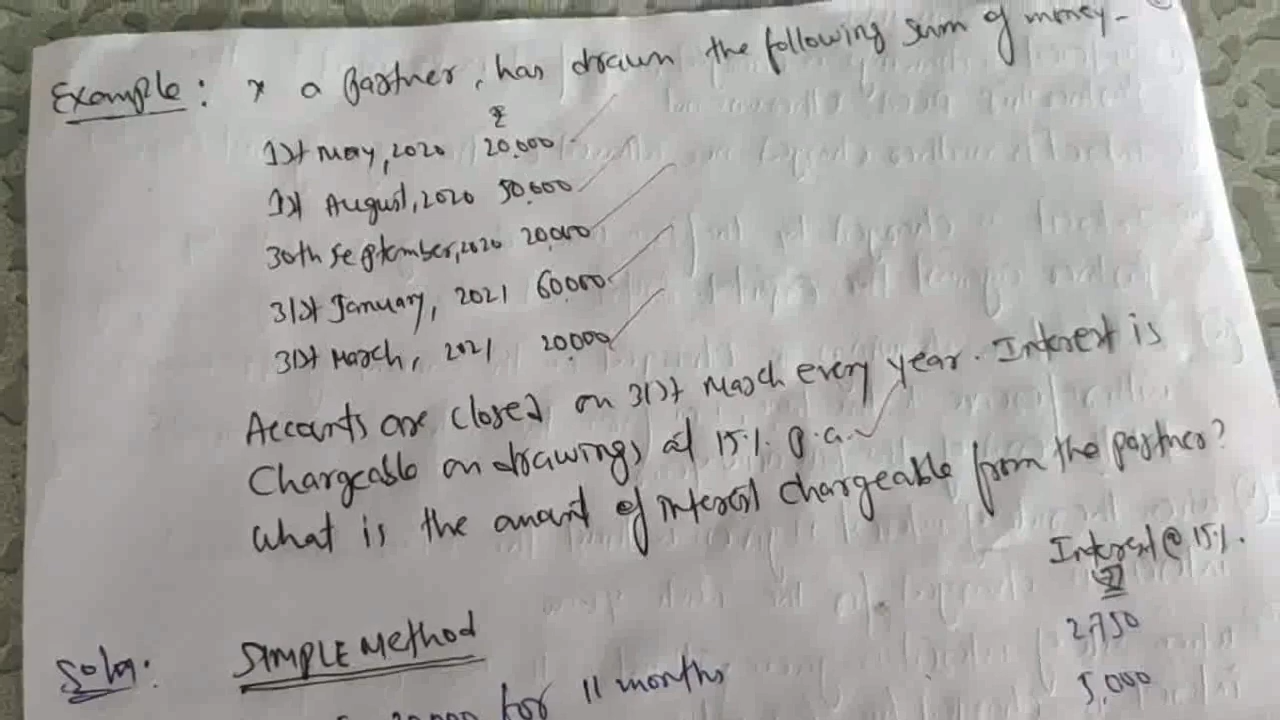 Example: X a Partner, has drawn the following sum of money-
₹
1st May, 2020 20,000/-
1st August, 2020 50,000
30th September, 2020 20,000
31st January, 2021 60,000
31st March, 2021 20,000
Accounts are closed on 31st March every year. Interest is
Chargeable on drawings at 15% p.a.
What is the amount of interest chargeable from the partner?
Interest @ 15%.
₹
Soln: SIMPLE Method
2,750
20,000 for 11 months
5,000